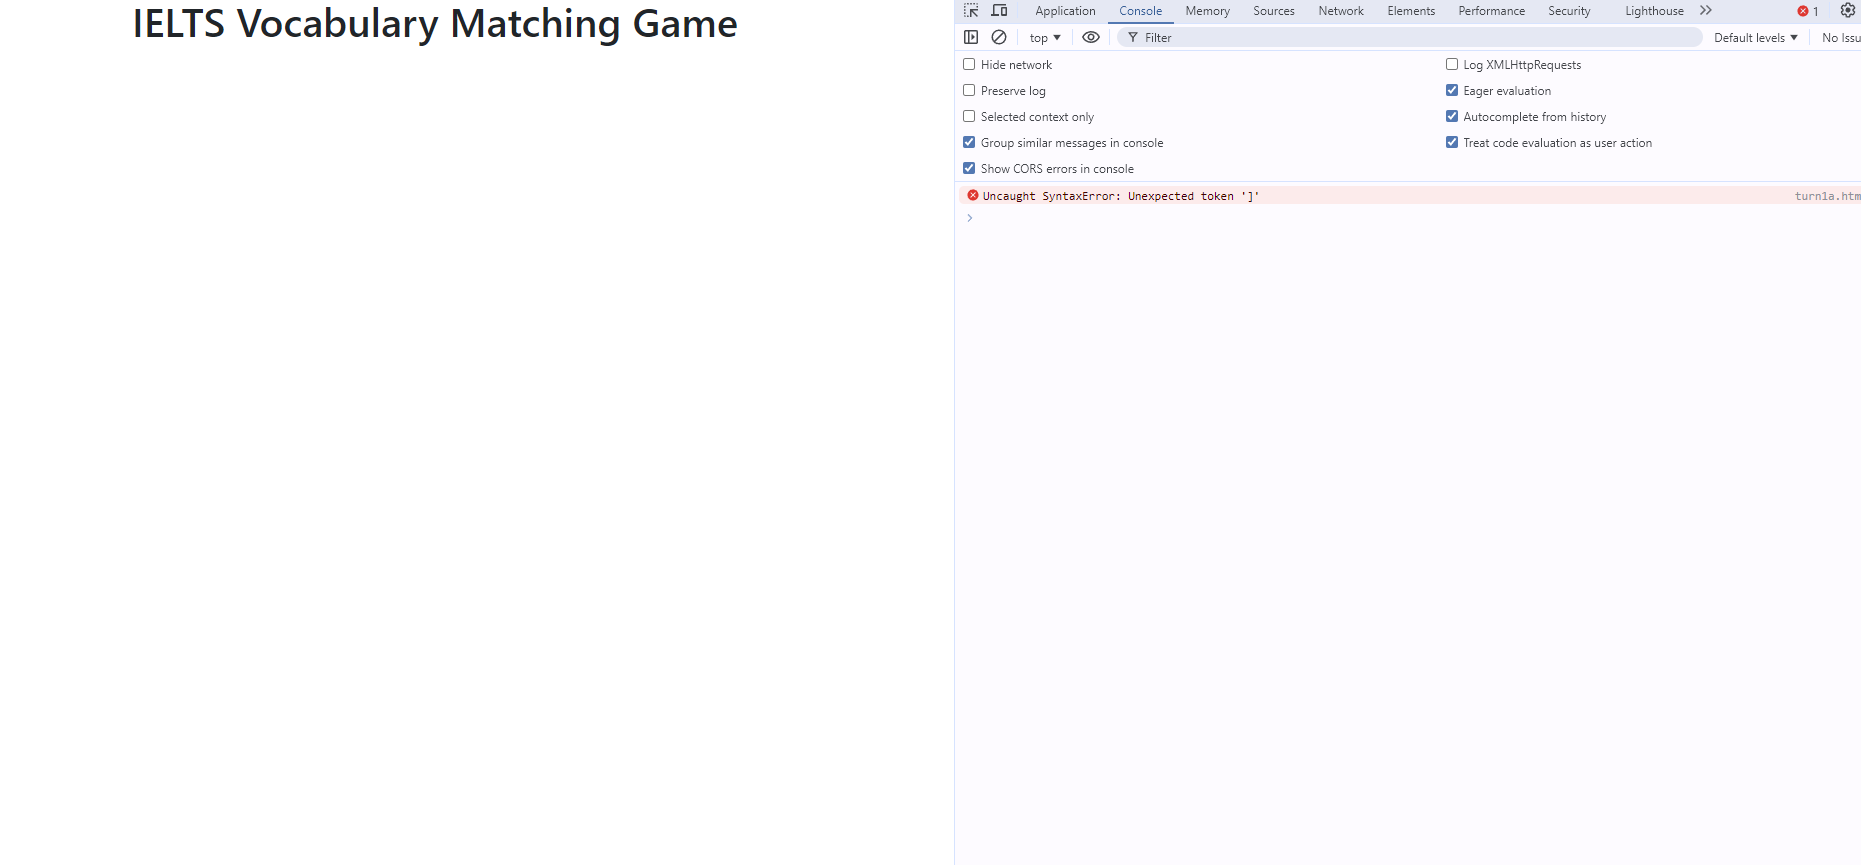 IELTS Vocabulary Matching Game
Application Console Memory Sources Network Elements Performance Security Lighthouse 1
top Filter Default levels No Issu
Hide network Log XMLHttpRequests
Preserve log Eager evaluation
Selected context only Autocomplete from history
Group similar messages in console Treat code evaluation as user action
Show CORS errors in console
Uncaught SyntaxError: Unexpected token ']' turn1a.htm